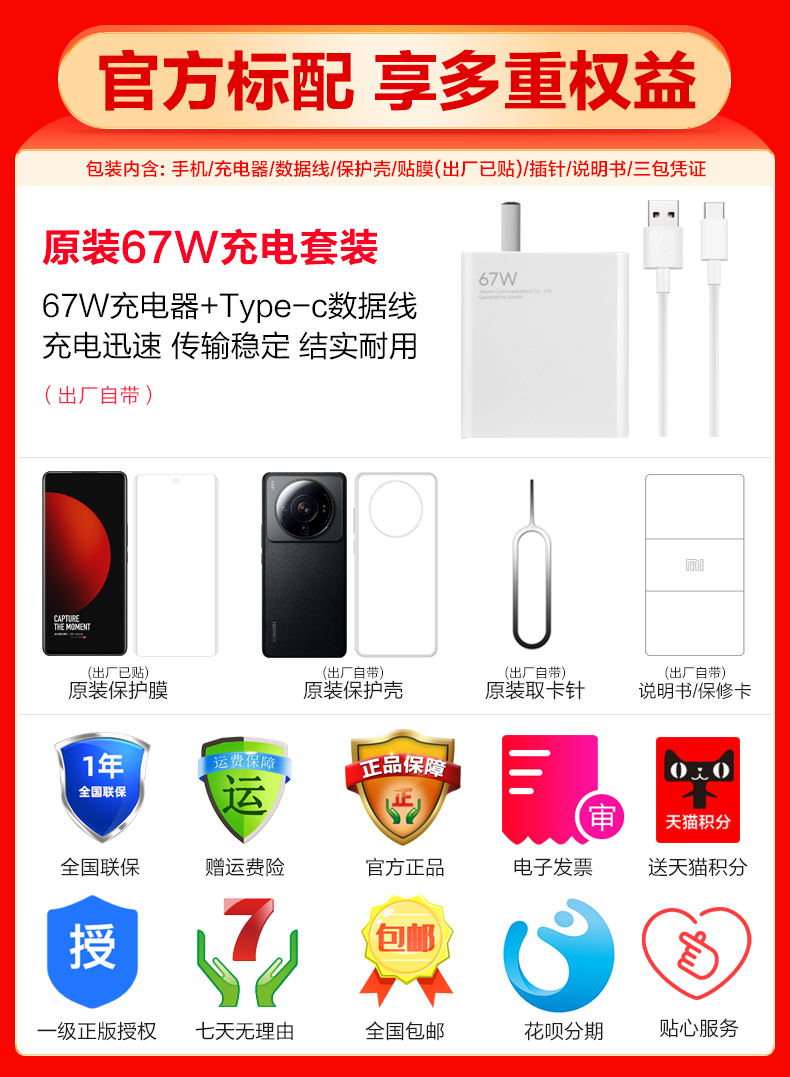 官方标配 享多重权益
包装内含: 手机/充电器/数据线/保护壳/贴膜(出厂已贴)/插针/说明书/三包凭证
原装67W充电套装
67W充电器+Type-c数据线
充电迅速 传输稳定 结实耐用
(出厂自带)
67W
Xiaomi Communications Co., Ltd.
Designed by Xiaomi
CAPTURE
THE MOMENT
xiaomi
mi
(出厂已贴)
原装保护膜
(出厂自带)
原装保护壳
(出厂自带)
原装取卡针
(出厂自带)
说明书/保修卡
1年
全国联保
运费保障
运
正品保障
正
审
天猫积分
全国联保
赠运费险
官方正品
电子发票
送天猫积分
授
7
包邮
一级正版授权
七天无理由
全国包邮
花呗分期
贴心服务